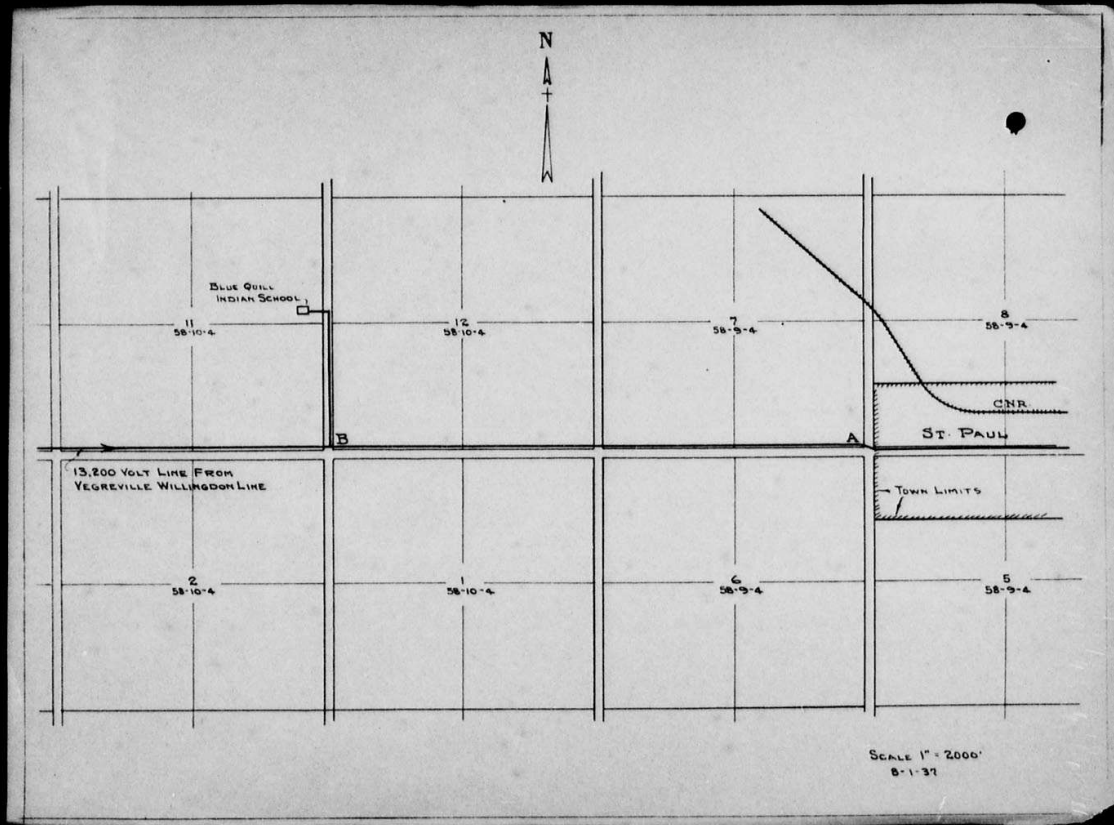 N
BLUE QUILL
INDIAN SCHOOL
11
58-10-4
12
58-10-4
7
58-9-4
8
58-9-4
C.N.R.
B
A
ST. PAUL
13,200 VOLT LINE FROM
VEGREVILLE WILLINGDON LINE
TOWN LIMITS
2
58-10-4
1
58-10-4
6
58-9-4
5
58-9-4
SCALE 1" = 2000'
8-1-37